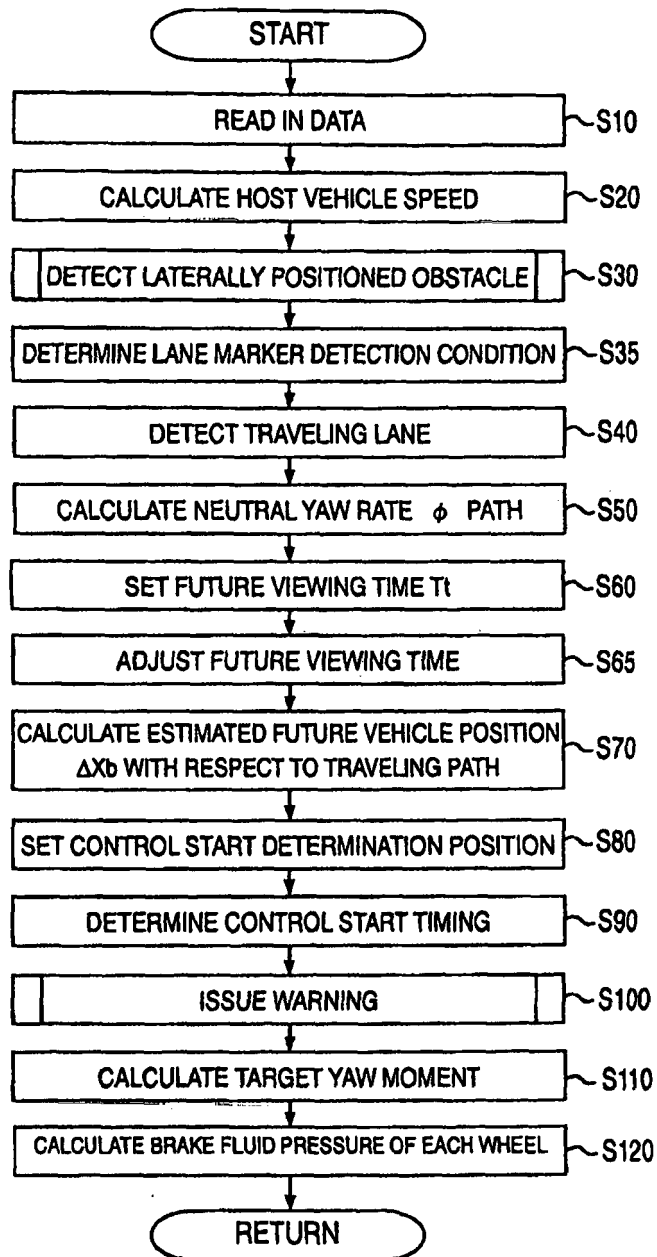 START
READ IN DATA
S10
CALCULATE HOST VEHICLE SPEED
S20
DETECT LATERALLY POSITIONED OBSTACLE
S30
DETERMINE LANE MARKER DETECTION CONDITION
S35
DETECT TRAVELING LANE
S40
CALCULATE NEUTRAL YAW RATE ϕ PATH
S50
SET FUTURE VIEWING TIME Tt
S60
ADJUST FUTURE VIEWING TIME
S65
CALCULATE ESTIMATED FUTURE VEHICLE POSITION
ΔXb WITH RESPECT TO TRAVELING PATH
S70
SET CONTROL START DETERMINATION POSITION
S80
DETERMINE CONTROL START TIMING
S90
ISSUE WARNING
S100
CALCULATE TARGET YAW MOMENT
S110
CALCULATE BRAKE FLUID PRESSURE OF EACH WHEEL
S120
RETURN